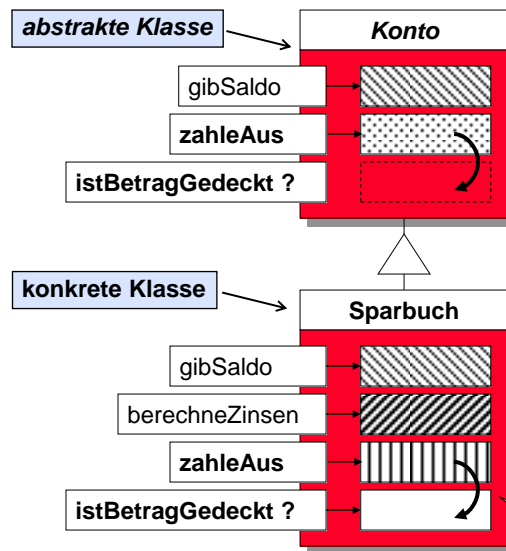 abstrakte Klasse
Konto
gibSaldo
zahleAus
istBetragGedeckt ?
konkrete Klasse
Sparbuch
gibSaldo
berechneZinsen
zahleAus
istBetragGedeckt ?